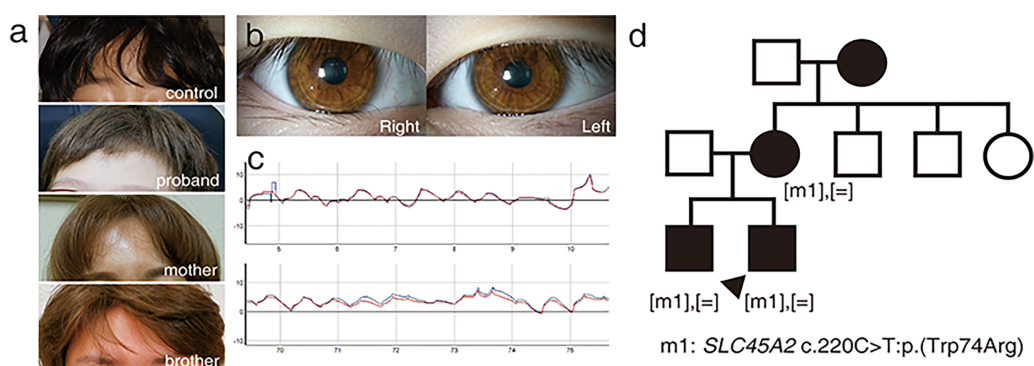 a
control
proband
mother
brother
b
Right
Left
c
10
0
-10
5
6
7
8
9
10
10
0
-10
70
71
72
73
74
75
d
[m1],[=]
[m1],[=]
[m1],[=]
m1: SLC45A2 c.220C>T:p.(Trp74Arg)